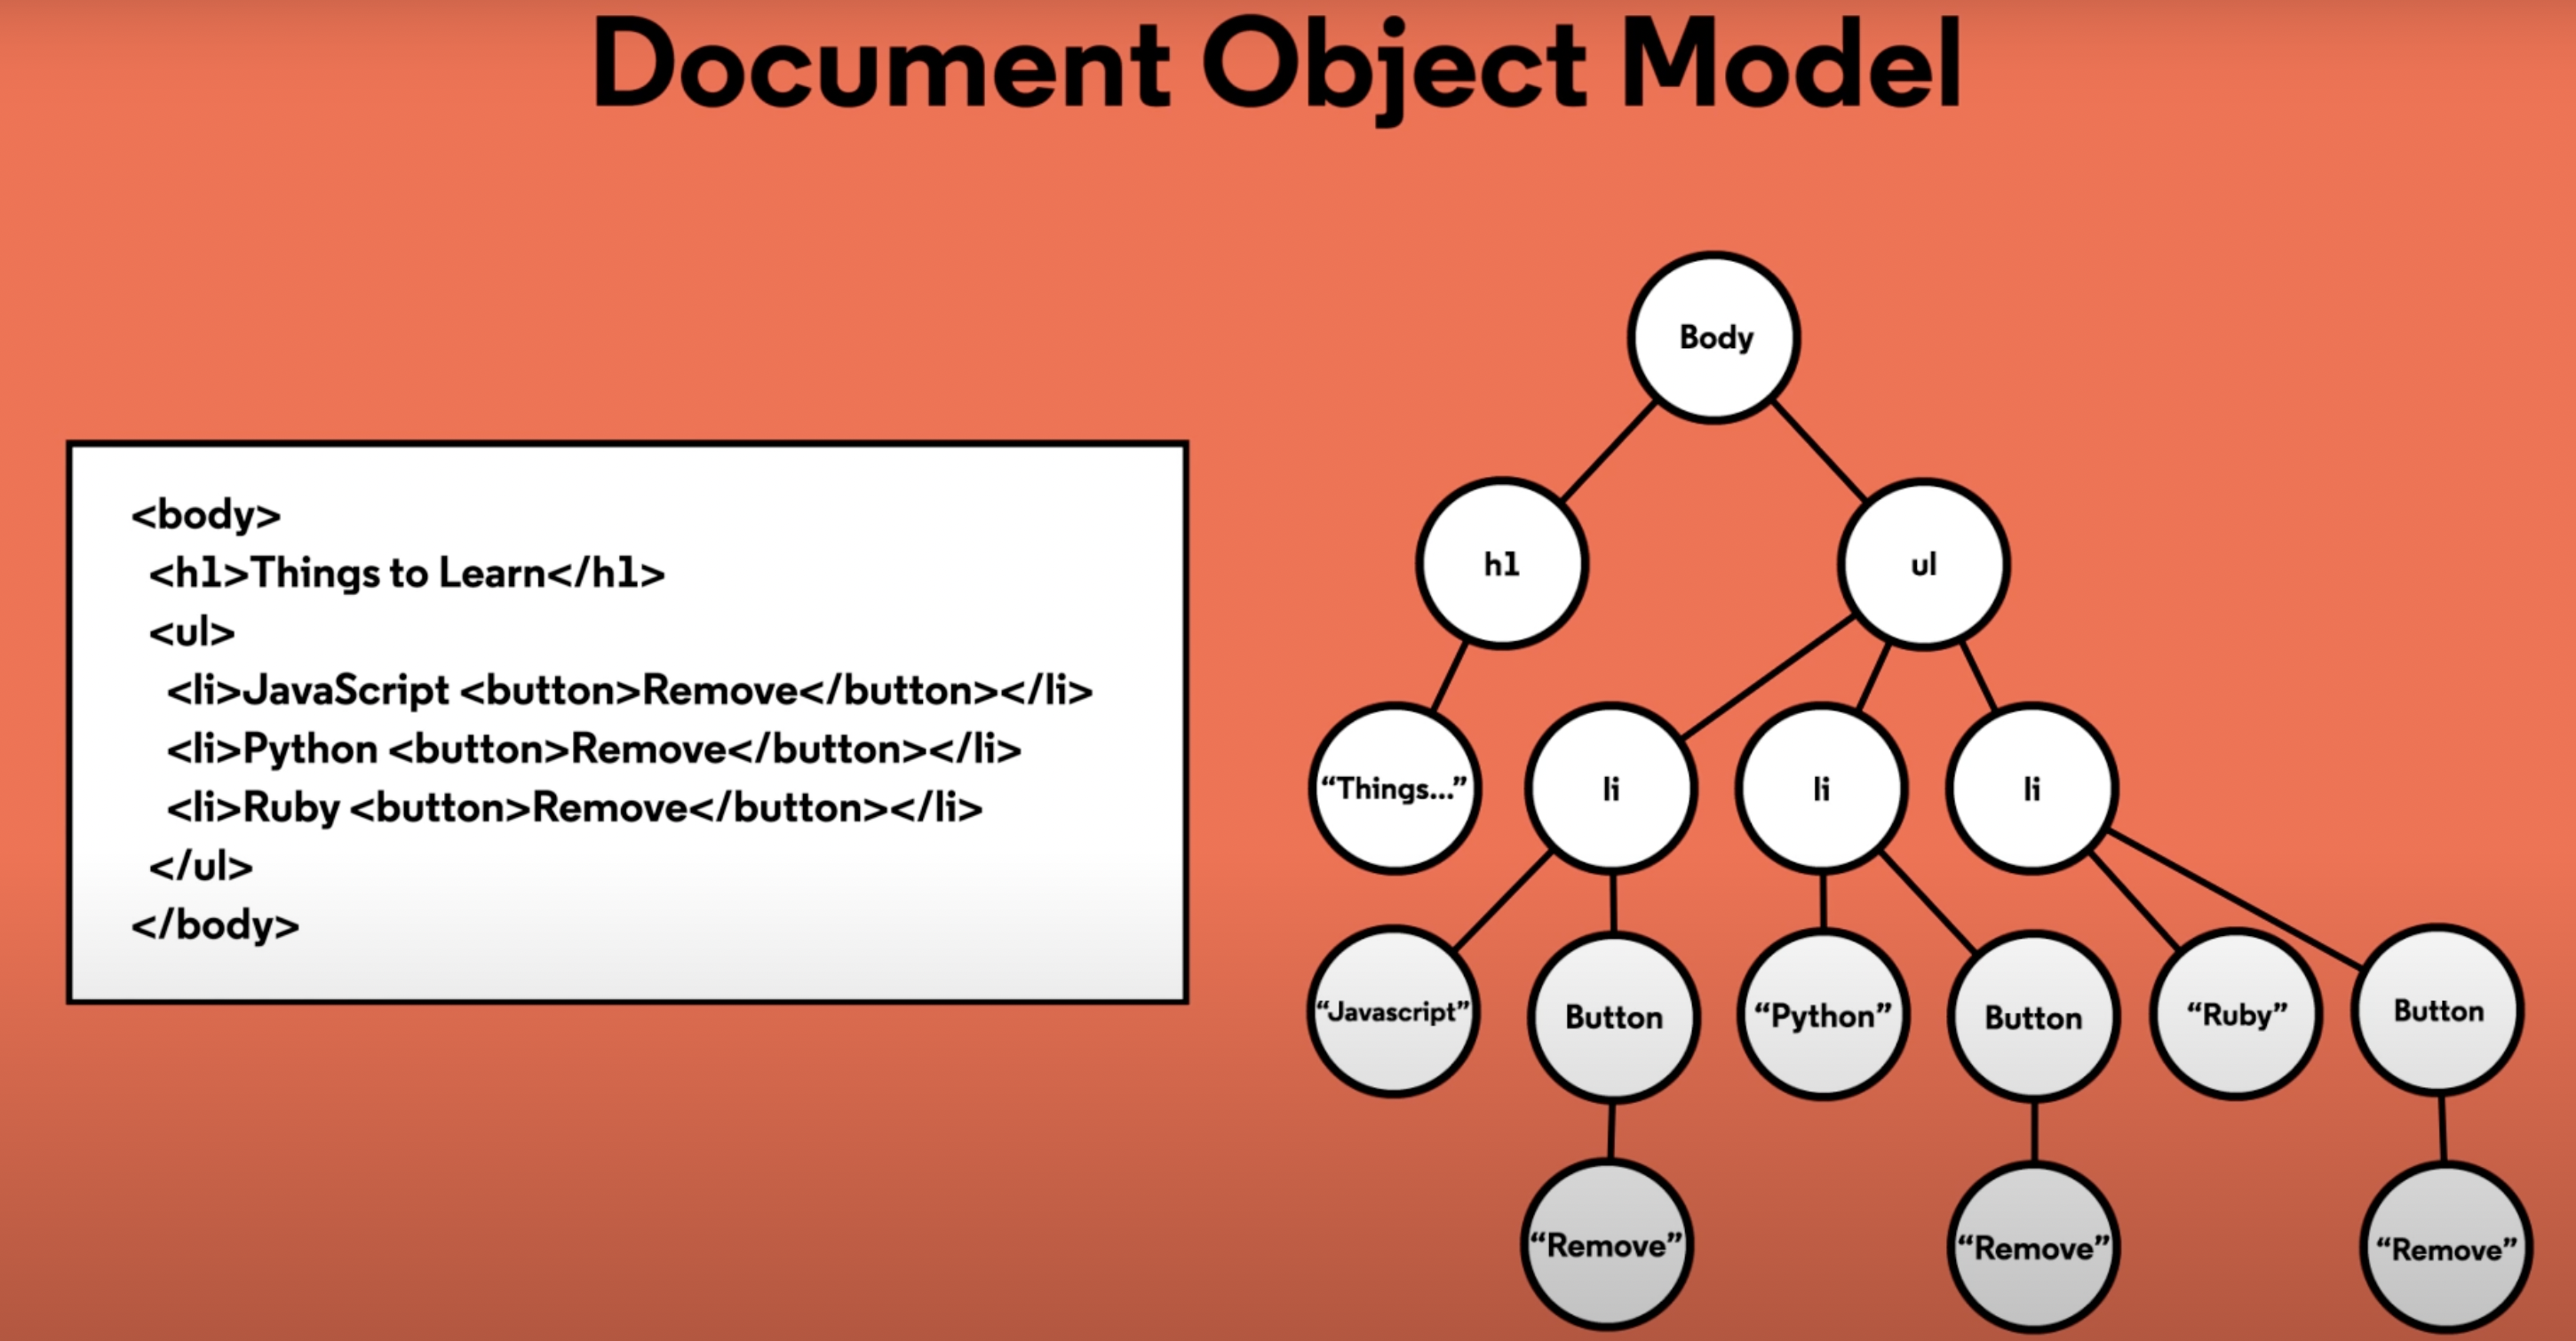 Document Object Model
<body>
<h1>Things to Learn</h1>
<ul>
<li>JavaScript <button>Remove</button></li>
<li>Python <button>Remove</button></li>
<li>Ruby <button>Remove</button></li>
</ul>
</body>
Body
h1
ul
“Things...”
li
li
li
“Javascript”
Button
“Python”
Button
“Ruby”
Button
“Remove”
“Remove”
“Remove”